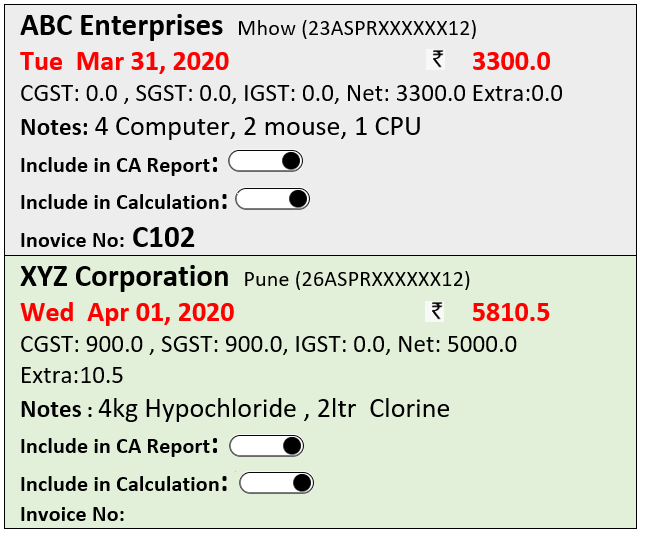 ABC Enterprises Mhow (23ASPRXXXXXX12)
Tue Mar 31, 2020 ₹ 3300.0
CGST: 0.0 , SGST: 0.0, IGST: 0.0, Net: 3300.0 Extra:0.0
Notes: 4 Computer, 2 mouse, 1 CPU
Include in CA Report:
Include in Calculation:
Inovice No: C102
XYZ Corporation Pune (26ASPRXXXXXX12)
Wed Apr 01, 2020 ₹ 5810.5
CGST: 900.0 , SGST: 900.0, IGST: 0.0, Net: 5000.0
Extra:10.5
Notes : 4kg Hypochloride , 2ltr Clorine
Include in CA Report:
Include in Calculation:
Invoice No: